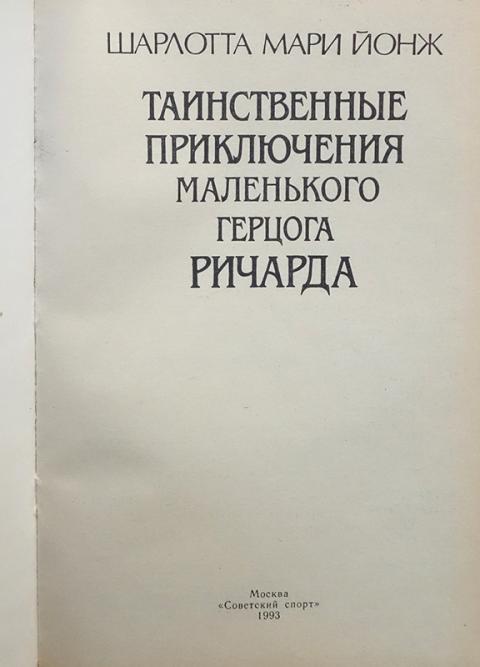 ШАРЛОТТА МАРИ ЙОНЖ
ТАИНСТВЕННЫЕ
ПРИКЛЮЧЕНИЯ
МАЛЕНЬКОГО
ГЕРЦОГА
РИЧАРДА
Москва
«Советский спорт»
1993